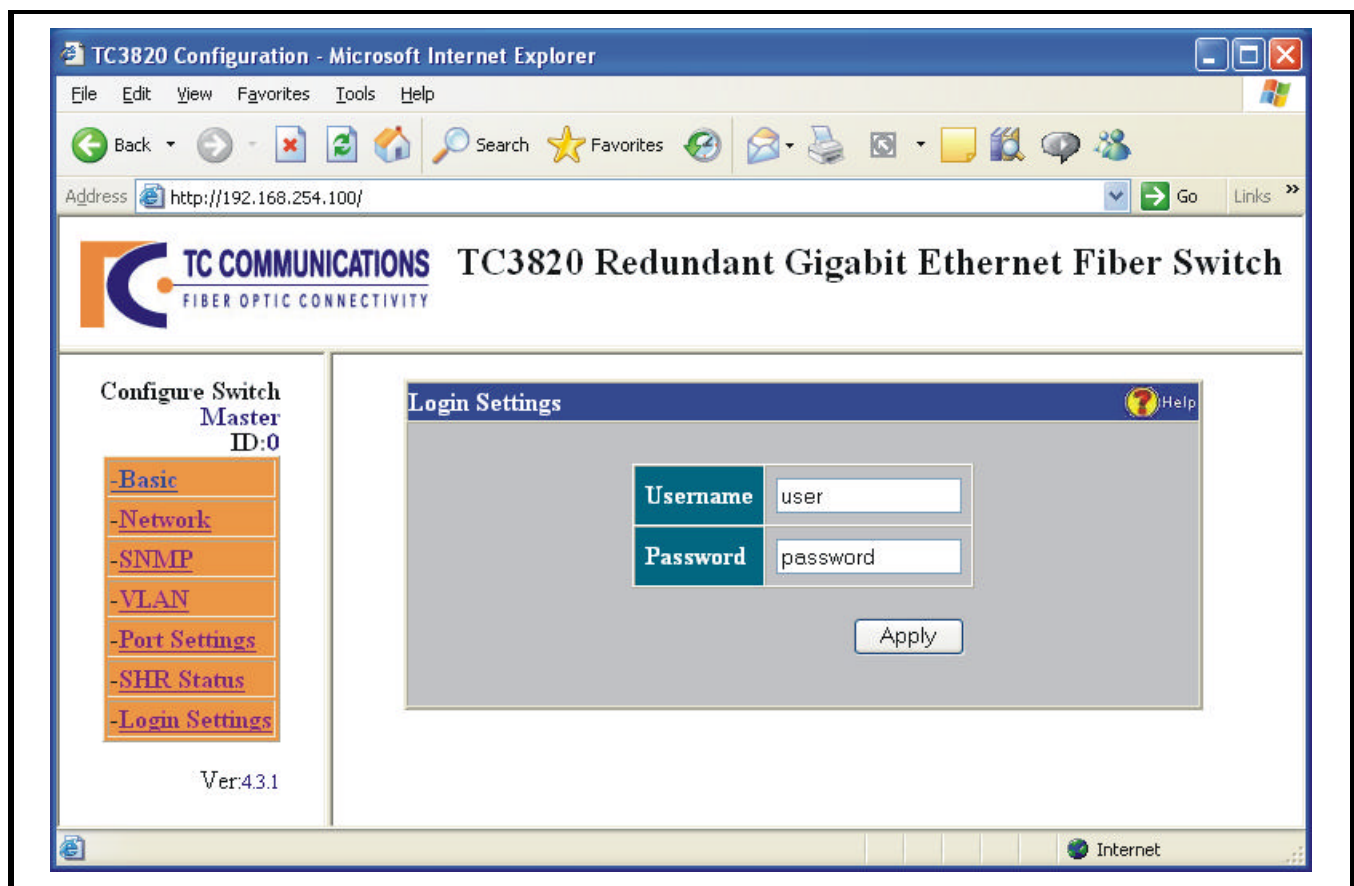 TC3820 Configuration - Microsoft Internet Explorer
File Edit View Favorites Tools Help
Back Search Favorites
Address http://192.168.254.100/ Go Links »
TC COMMUNICATIONS
FIBER OPTIC CONNECTIVITY
TC3820 Redundant Gigabit Ethernet Fiber Switch
Configure Switch
Master
ID:0
-Basic
-Network
-SNMP
-VLAN
-Port Settings
-SHR Status
-Login Settings
Ver:4.3.1
Login Settings
Help
Username user
Password password
Apply
Internet